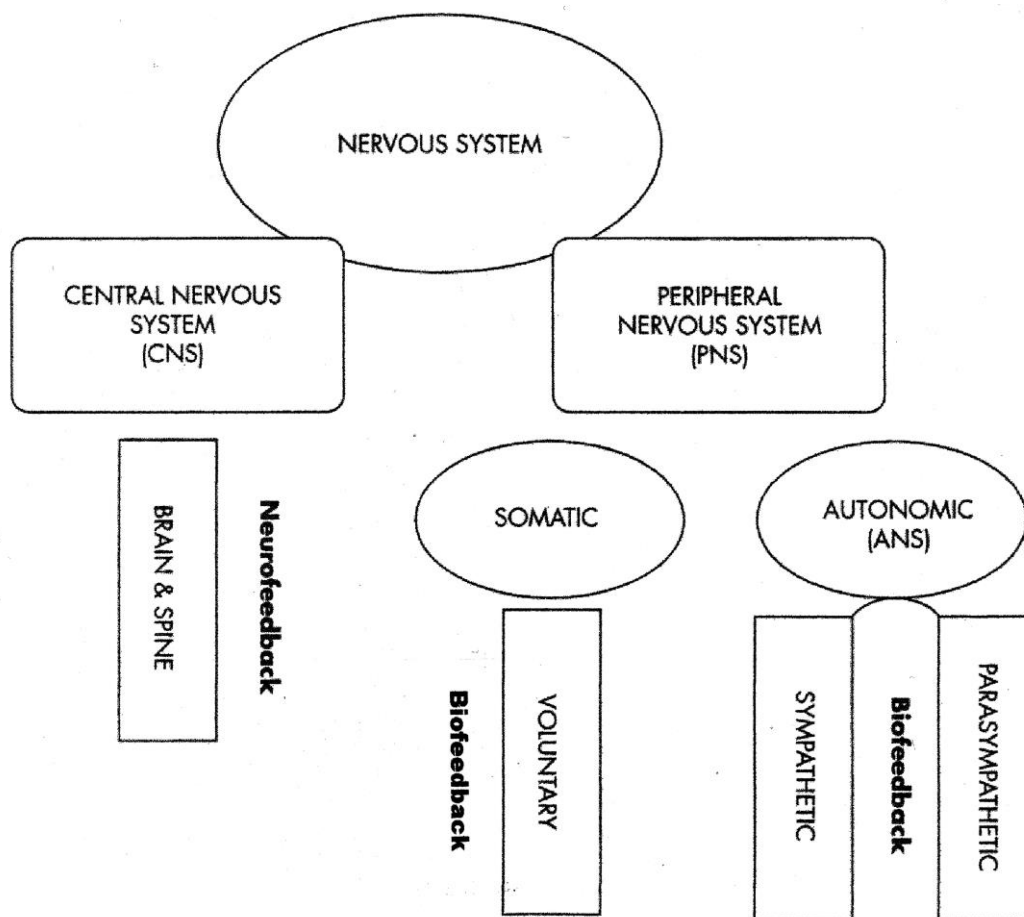 NERVOUS SYSTEM
CENTRAL NERVOUS
SYSTEM
(CNS)
PERIPHERAL
NERVOUS SYSTEM
(PNS)
BRAIN & SPINE
Neurofeedback
SOMATIC
AUTONOMIC
(ANS)
Biofeedback
VOLUNTARY
SYMPATHETIC
Biofeedback
PARASYMPATHETIC